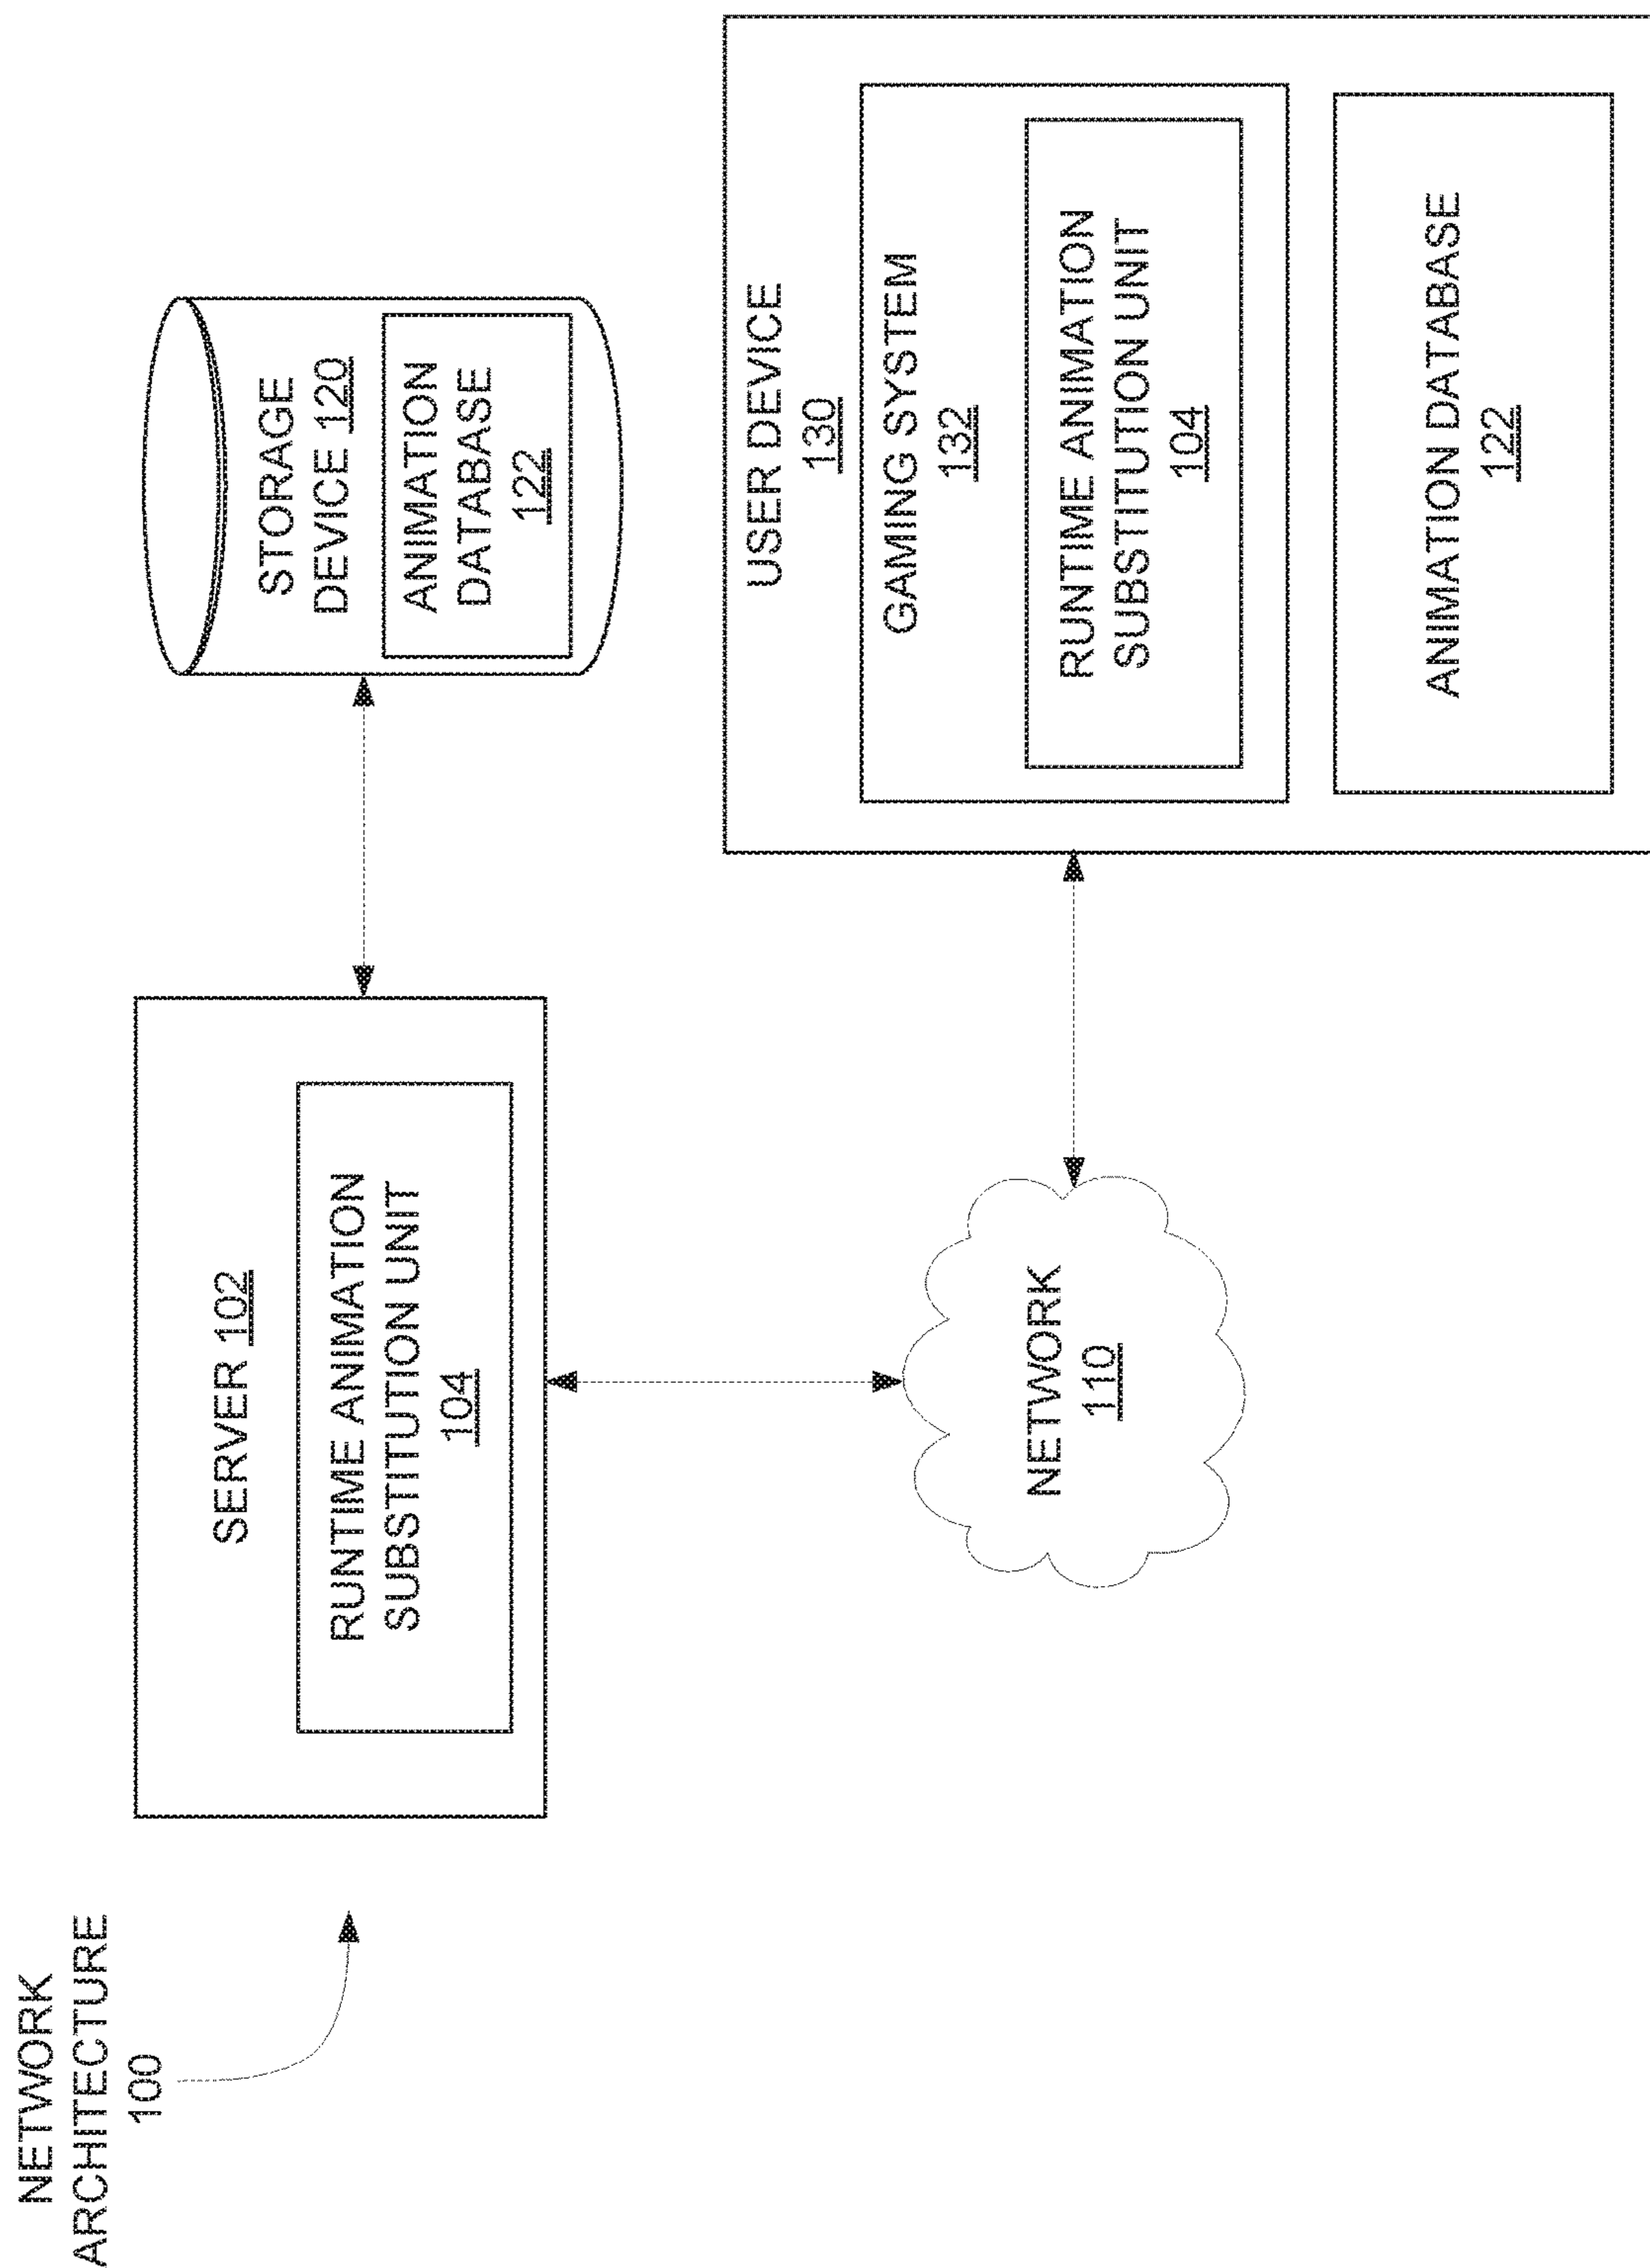 NETWORK
ARCHITECTURE
100
SERVER 102
RUNTIME ANIMATION
SUBSTITUTION UNIT
104
STORAGE
DEVICE 120
ANIMATION
DATABASE
122
NETWORK
110
USER DEVICE
130
GAMING SYSTEM
132
RUNTIME ANIMATION
SUBSTITUTION UNIT
104
ANIMATION DATABASE
122